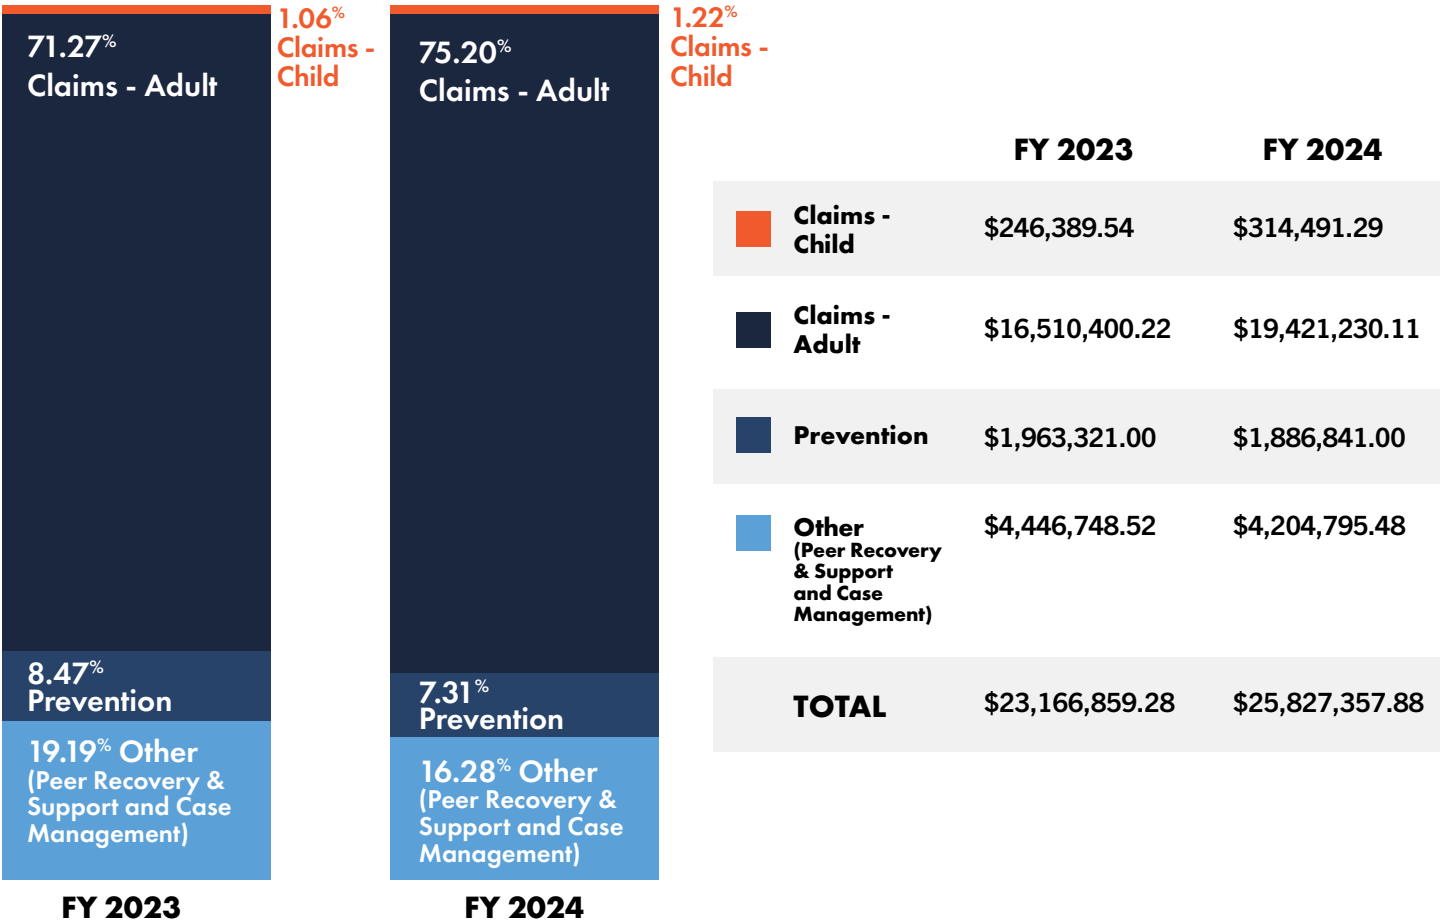 71.27%
Claims - Adult
1.06%
Claims -
Child
8.47%
Prevention
19.19% Other
(Peer Recovery &
Support and Case
Management)
FY 2023
75.20%
Claims - Adult
1.22%
Claims -
Child
7.31%
Prevention
16.28% Other
(Peer Recovery &
Support and Case
Management)
FY 2024
FY 2023 FY 2024
Claims -
Child
$246,389.54 $314,491.29
Claims -
Adult
$16,510,400.22 $19,421,230.11
Prevention $1,963,321.00 $1,886,841.00
Other $4,446,748.52 $4,204,795.48
(Peer Recovery
& Support
and Case
Management)
TOTAL $23,166,859.28 $25,827,357.88